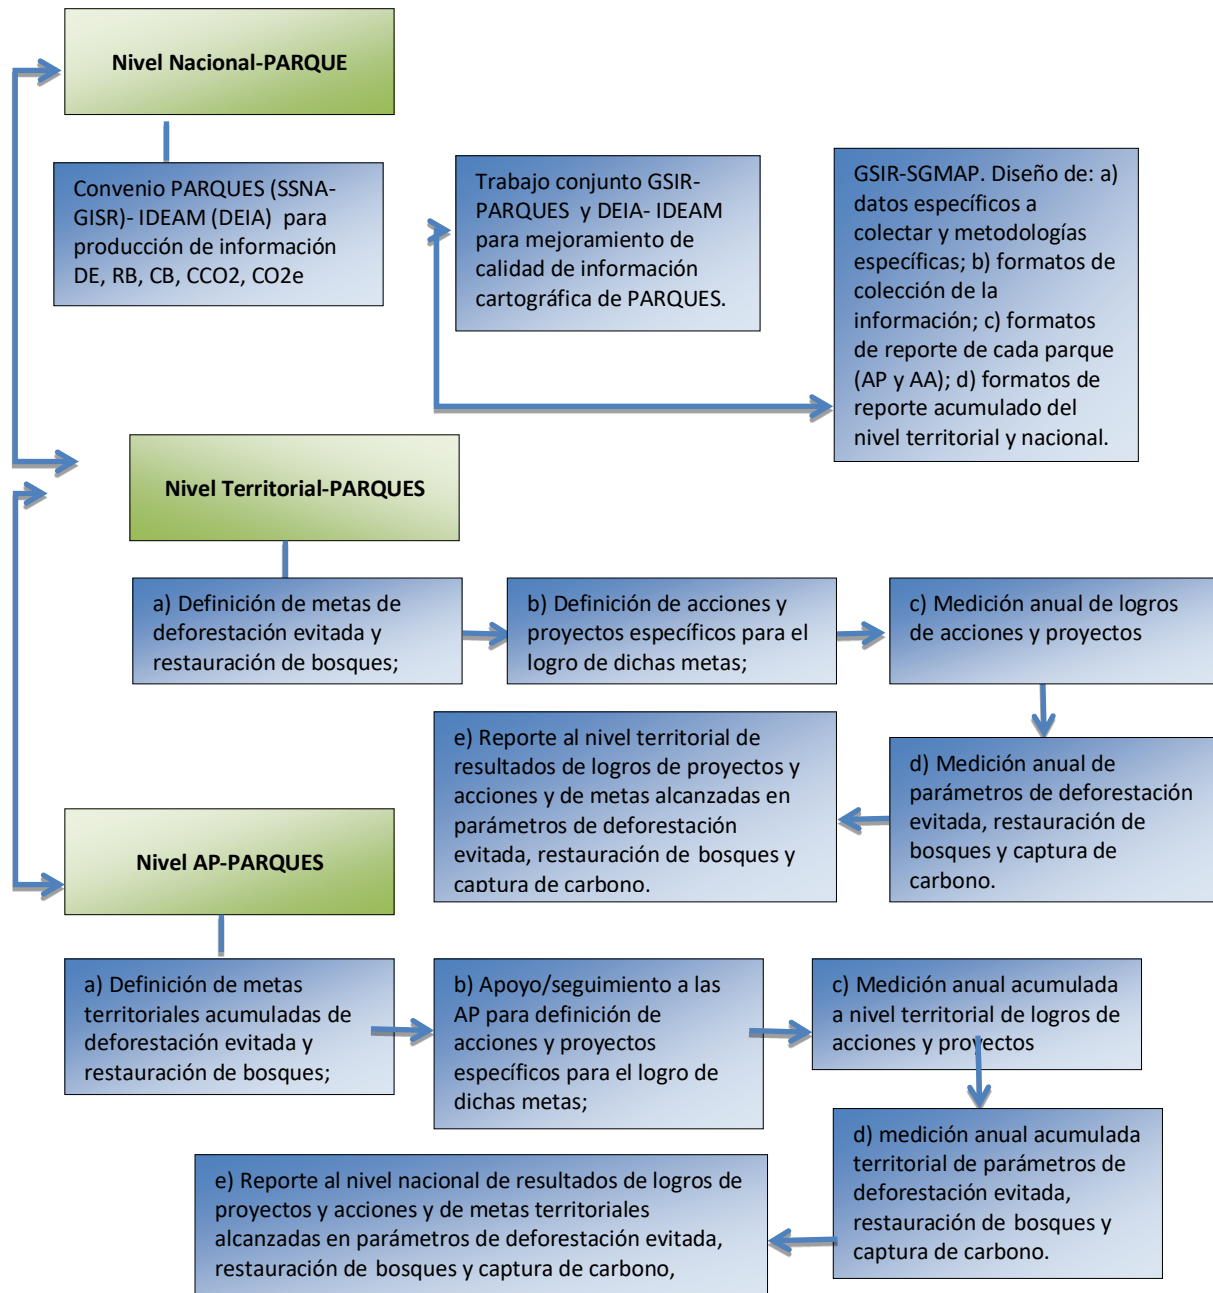 Nivel Nacional-PARQUE
Convenio PARQUES (SSNA-
GISR)- IDEAM (DEIA) para
producción de información
DE, RB, CB, CCO2, CO2e
Trabajo conjunto GSIR-
PARQUES y DEIA- IDEAM
para mejoramiento de
calidad de información
cartográfica de PARQUES.
GSIR-SGMAP. Diseño de: a)
datos específicos a
colectar y metodologías
específicas; b) formatos de
colección de la
información; c) formatos
de reporte de cada parque
(AP y AA); d) formatos de
reporte acumulado del
nivel territorial y nacional.
Nivel Territorial-PARQUES
a) Definición de metas de
deforestación evitada y
restauración de bosques;
b) Definición de acciones y
proyectos específicos para el
logro de dichas metas;
c) Medición anual de logros
de acciones y proyectos
d) Medición anual de
parámetros de deforestación
evitada, restauración de
bosques y captura de
carbono.
e) Reporte al nivel territorial de
resultados de logros de proyectos y
acciones y de metas alcanzadas en
parámetros de deforestación
evitada, restauración de bosques y
captura de carbono.
Nivel AP-PARQUES
a) Definición de metas
territoriales acumuladas de
deforestación evitada y
restauración de bosques;
b) Apoyo/seguimiento a las
AP para definición de
acciones y proyectos
específicos para el logro de
dichas metas;
c) Medición anual acumulada
a nivel territorial de logros de
acciones y proyectos
d) medición anual acumulada
territorial de parámetros de
deforestación evitada,
restauración de bosques y
captura de carbono.
e) Reporte al nivel nacional de resultados de logros de
proyectos y acciones y de metas territoriales
alcanzadas en parámetros de deforestación evitada,
restauración de bosques y captura de carbono,